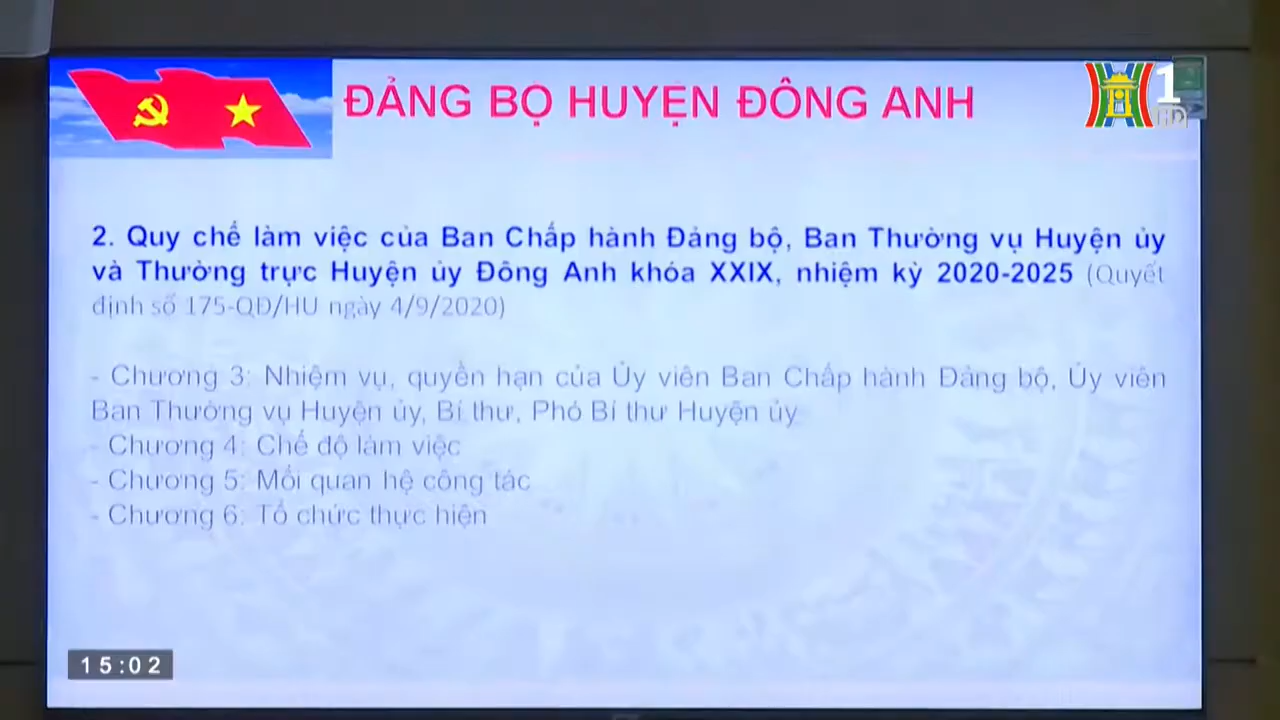 ĐẢNG BỘ HUYỆN ĐÔNG ANH
1
HD
2. Quy chế làm việc của Ban Chấp hành Đảng bộ, Ban Thường vụ Huyện ủy
và Thường trực Huyện ủy Đông Anh khóa XXIX, nhiệm kỳ 2020-2025 (Quyết
định số 175-QĐ/HU ngày 4/9/2020)
- Chương 3: Nhiệm vụ, quyền hạn của Ủy viên Ban Chấp hành Đảng bộ, Ủy viên
Ban Thường vụ Huyện ủy, Bí thư, Phó Bí thư Huyện ủy
- Chương 4: Chế độ làm việc
- Chương 5: Mối quan hệ công tác
- Chương 6: Tổ chức thực hiện
15:02